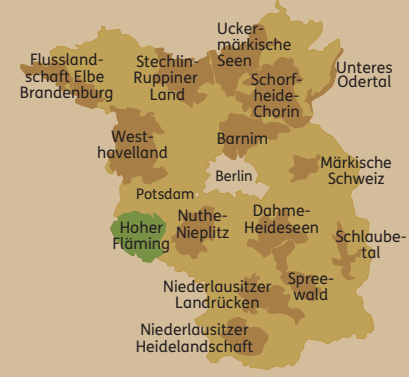 Ucker-
märkische
Seen
Flussland-
schaft Elbe
Brandenburg
Stechlin-
Ruppiner
Land
Schorf-
heide-
Chorin
Unteres
Odertal
West-
havelland
Barnim
Berlin
Märkische
Schweiz
Potsdam
Hoher
Fläming
Nuthe-
Nieplitz
Dahme-
Heideseen
Schlaube-
tal
Niederlausitzer
Landrücken
Spree-
wald
Niederlausitzer
Heidelandschaft